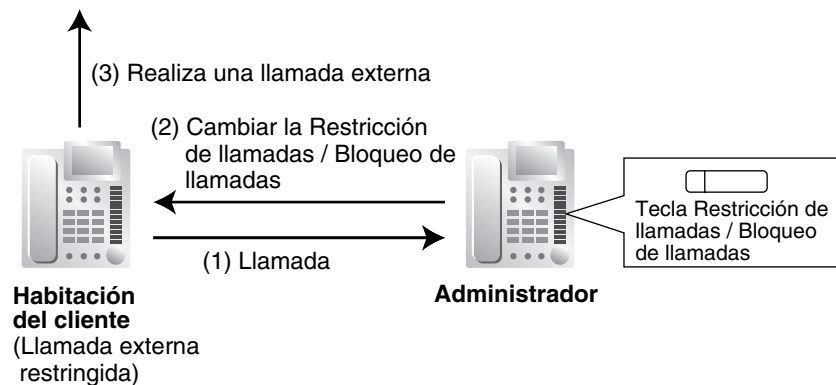 (3) Realiza una llamada externa
(2) Cambiar la Restricción
de llamadas / Bloqueo de
llamadas
(1) Llamada
Habitación
del cliente
(Llamada externa
restringida)
Administrador
Tecla Restricción de
llamadas / Bloqueo
de llamadas